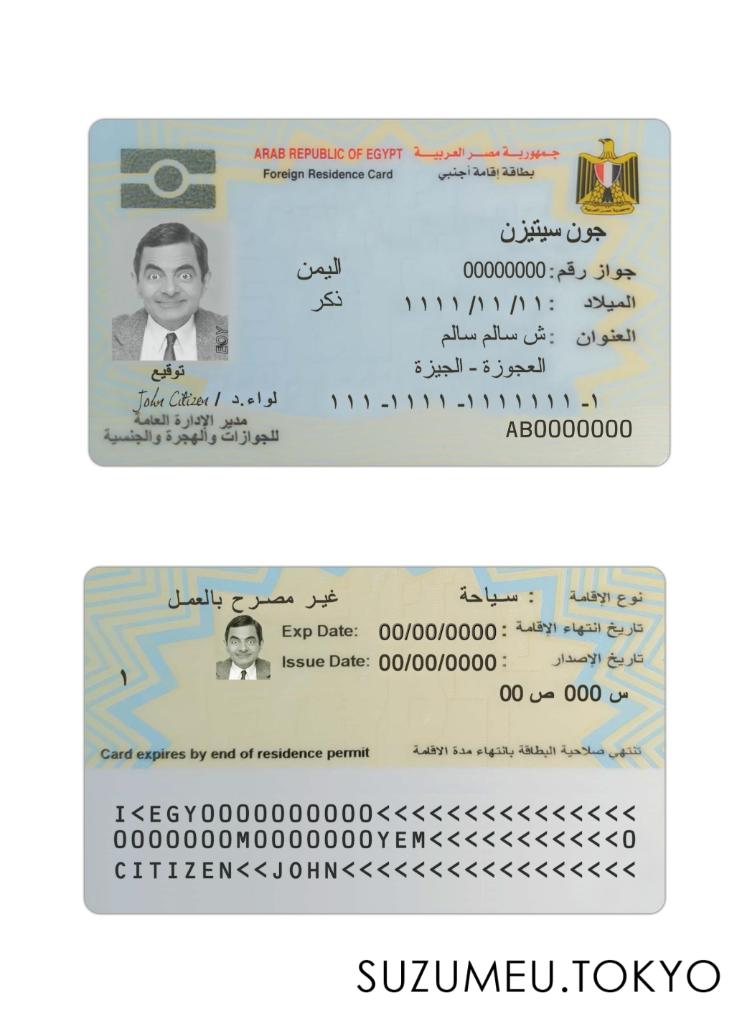 ARAB REPUBLIC OF EGYPT جمهورية مصر العربية
Foreign Residence Card بطاقة إقامة أجنبي
جون سيتيزن
جواز رقم: 00000000 اليمن
الميلاد : ١١/١١/١١١١ ذكر
العنوان : ش سالم سالم
العجوزة - الجيزة
توقيع
لواء.د / John Citizen
مدير الإدارة العامة
للجوازات والهجرة والجنسية
١١١ -١١١١ -١١١١١١١ -١
AB0000000
EGY
نوع الإقامة : سياحة غير مصرح بالعمل
Exp Date: 00/00/0000 : تاريخ انتهاء الإقامة
Issue Date: 00/00/0000 : تاريخ الإصدار
س 000 ص 00
١
Card expires by end of residence permit تنتهي صلاحية البطاقة بانتهاء مدة الاقامة
I<EGY0000000000<<<<<<<<<<<<<<<
0000000M0000000YEM<<<<<<<<<<<0
CITIZEN<<JOHN<<<<<<<<<<<<<<<<<
SUZUMEU.TOKYO